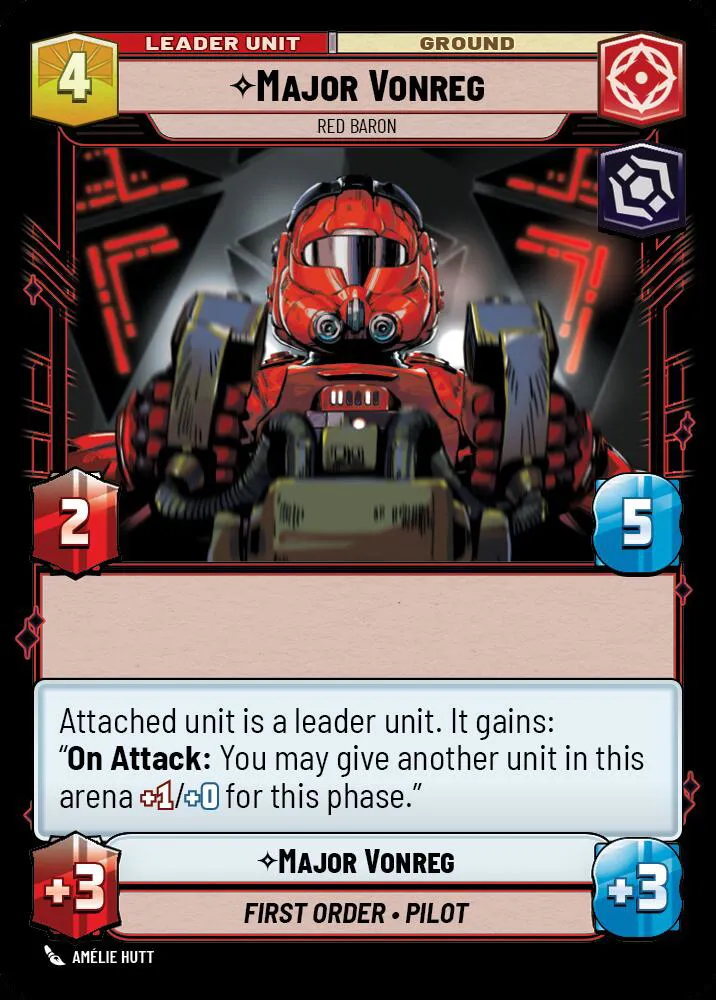 LEADER UNIT GROUND
4
✧MAJOR VONREG
RED BARON
2
5
Attached unit is a leader unit. It gains:
“On Attack: You may give another unit in this
arena +1/+0 for this phase.”
+3
✧MAJOR VONREG
+3
FIRST ORDER • PILOT
AMÉLIE HUTT